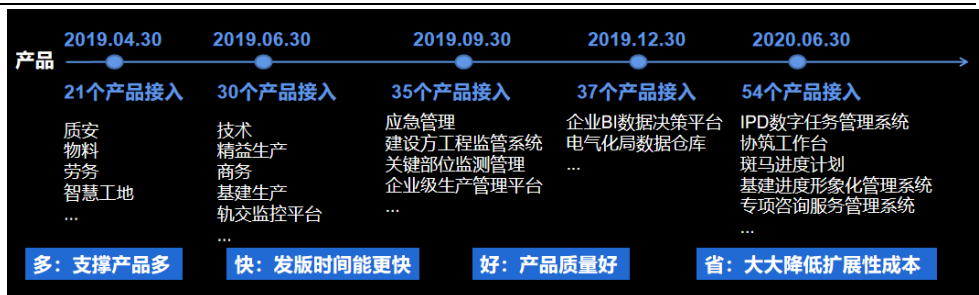 产品
2019.04.30
2019.06.30
2019.09.30
2019.12.30
2020.06.30
21个产品接入
30个产品接入
35个产品接入
37个产品接入
54个产品接入
质安
物料
劳务
智慧工地
...
技术
精益生产
商务
基建生产
轨交监控平台
...
应急管理
建设方工程监管系统
关键部位监测管理
企业级生产管理平台
...
企业BI数据决策平台
电气化局数据仓库
...
IPD数字任务管理系统
协筑工作台
斑马进度计划
基建进度形象化管理系统
专项咨询服务管理系统
...
多：支撑产品多
快：发版时间能更快
好：产品质量好
省：大大降低扩展性成本